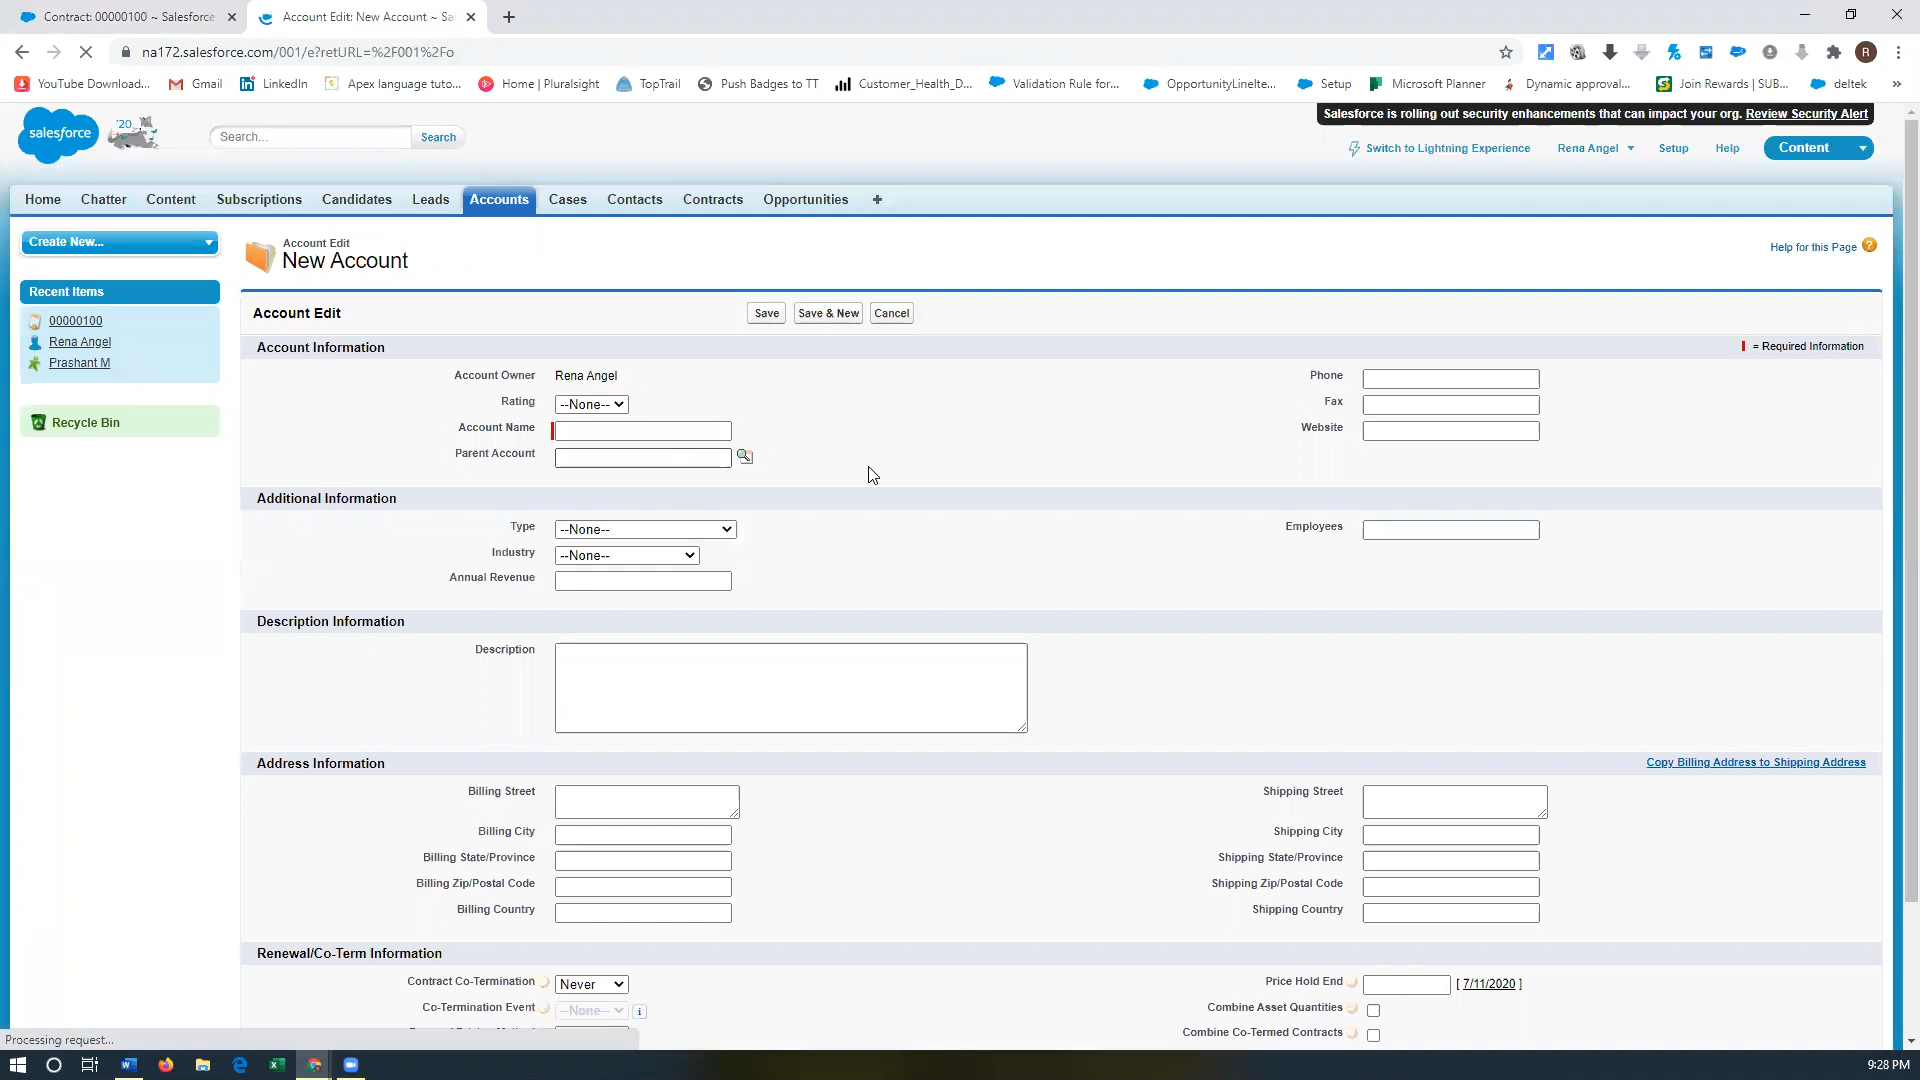 Contract: 00000100 ~ Salesforce
Account Edit: New Account ~ Sa
na172.salesforce.com/001/e?retURL=%2F001%2Fo
R
YouTube Download...
Gmail
LinkedIn
Apex language tuto...
Home | Pluralsight
TopTrail
Push Badges to TT
Customer_Health_D...
Validation Rule for...
OpportunityLineIte...
Setup
Microsoft Planner
Dynamic approval...
Join Rewards | SUB...
deltek
»
salesforce
'20
Search...
Search
Salesforce is rolling out security enhancements that can impact your org. Review Security Alert
Switch to Lightning Experience
Rena Angel
Setup
Help
Content
Home
Chatter
Content
Subscriptions
Candidates
Leads
Accounts
Cases
Contacts
Contracts
Opportunities
+
Create New...
Recent Items
00000100
Rena Angel
Prashant M
Recycle Bin
Account Edit
New Account
Help for this Page ?
Account Edit
Save
Save & New
Cancel
Account Information
= Required Information
Account Owner
Rena Angel
Phone
Rating
--None--
Fax
Account Name
Website
Parent Account
Additional Information
Type
--None--
Employees
Industry
--None--
Annual Revenue
Description Information
Description
Address Information
Copy Billing Address to Shipping Address
Billing Street
Shipping Street
Billing City
Shipping City
Billing State/Province
Shipping State/Province
Billing Zip/Postal Code
Shipping Zip/Postal Code
Billing Country
Shipping Country
Renewal/Co-Term Information
Contract Co-Termination
Never
Price Hold End
[ 7/11/2020 ]
Co-Termination Event
--None--
i
Combine Asset Quantities
Combine Co-Termed Contracts
Processing request...
9:28 PM